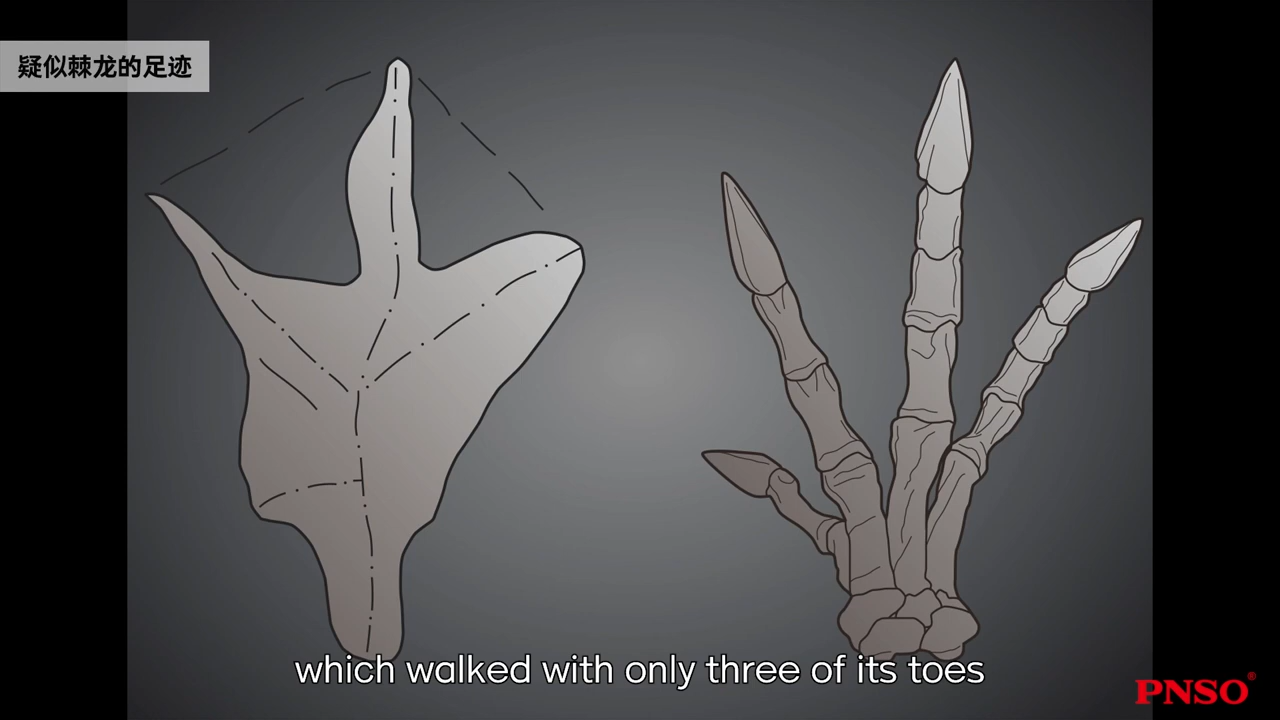 疑似棘龙的足迹
which walked with only three of its toes
PNSO®